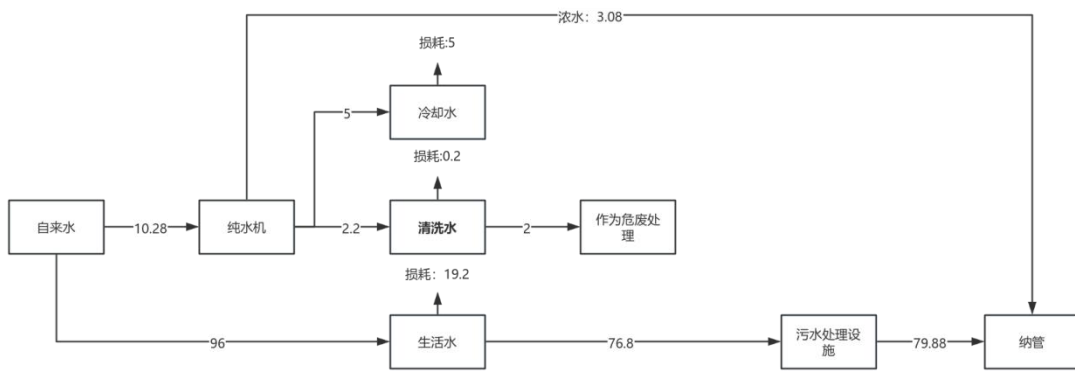 浓水：3.08
损耗:5
冷却水
5
损耗:0.2
自来水
10.28
纯水机
2.2
清洗水
2
作为危废处
理
损耗：19.2
96
生活水
76.8
污水处理设
施
79.88
纳管